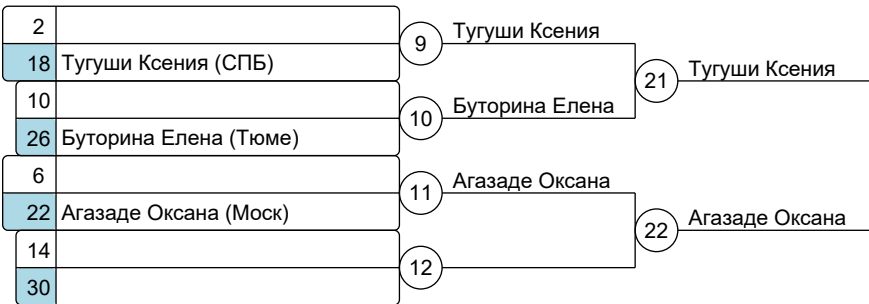 2
9 Тугуши Ксения
18 Тугуши Ксения (СПБ)
21 Тугуши Ксения
10
10 Буторина Елена
26 Буторина Елена (Тюме)
6
11 Агазаде Оксана
22 Агазаде Оксана (Моск)
22 Агазаде Оксана
14
12
30